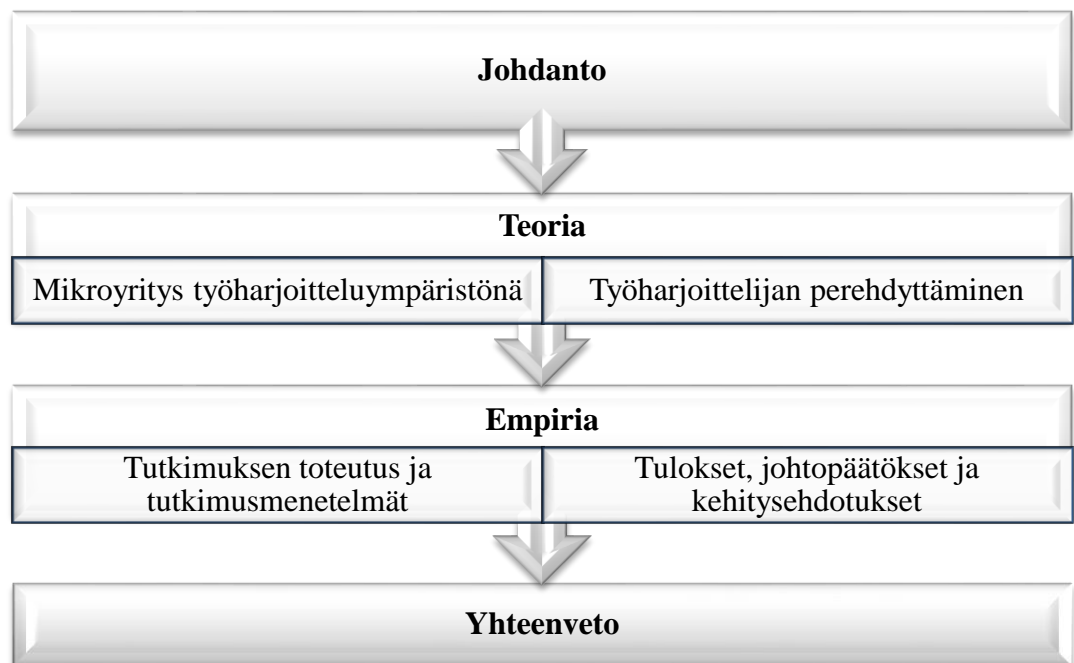 Johdanto
Teoria
Mikroyritys työharjoitteluympäristönä
Työharjoittelijan perehdyttäminen
Empiria
Tutkimuksen toteutus ja
tutkimusmenetelmät
Tulokset, johtopäätökset ja
kehitysehdotukset
Yhteenveto